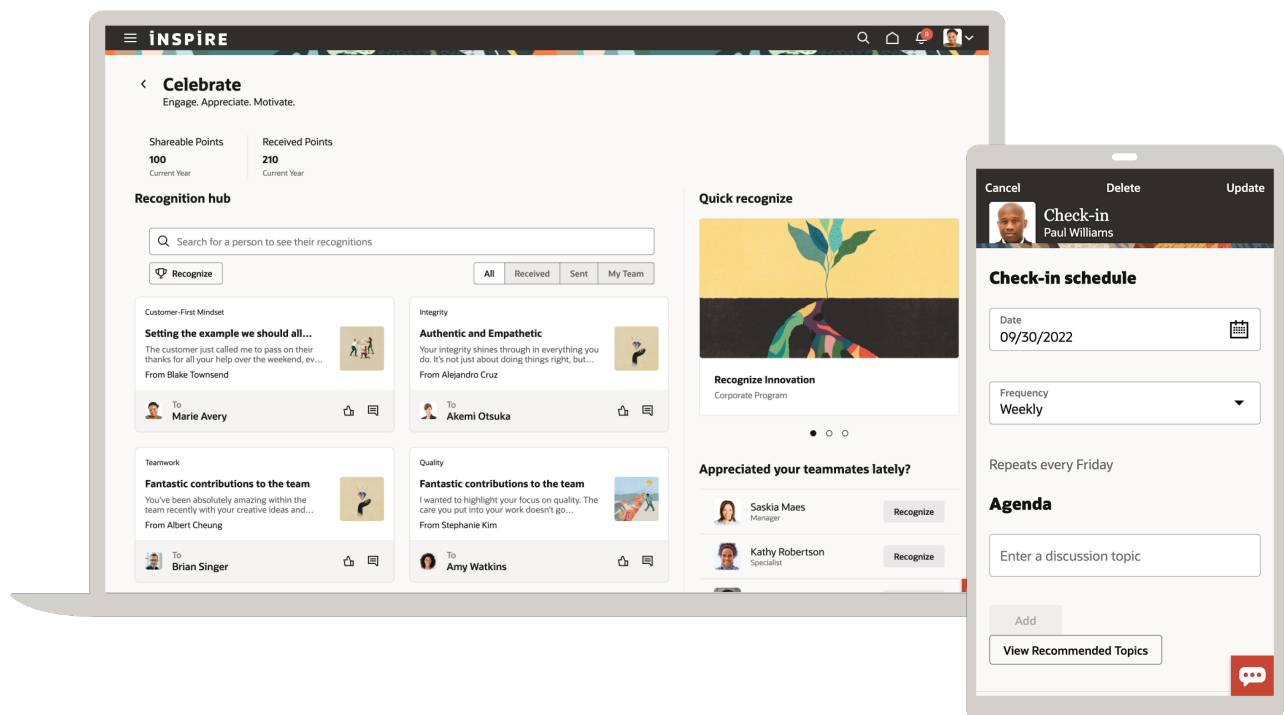 iNSPiRE
9
Celebrate
Engage. Appreciate. Motivate.
Shareable Points
100
Current Year
Received Points
210
Current Year
Recognition hub
Search for a person to see their recognitions
Recognize
All
Received
Sent
My Team
Customer-First Mindset
Setting the example we should all...
The customer just called me to pass on their
thanks for all your help over the weekend, ev...
From Blake Townsend
To
Marie Avery
Integrity
Authentic and Empathetic
Your integrity shines through in everything you
do. It's not just about doing things right, but...
From Alejandro Cruz
To
Akemi Otsuka
Teamwork
Fantastic contributions to the team
You've been absolutely amazing within the
team recently with your creative ideas and...
From Albert Cheung
To
Brian Singer
Quality
Fantastic contributions to the team
I wanted to highlight your focus on quality. The
care you put into your work doesn't go...
From Stephanie Kim
To
Amy Watkins
Quick recognize
Recognize Innovation
Corporate Program
Appreciated your teammates lately?
Saskia Maes
Manager
Recognize
Kathy Robertson
Specialist
Recognize
Cancel
Delete
Update
Check-in
Paul Williams
Check-in schedule
Date
09/30/2022
Frequency
Weekly
Repeats every Friday
Agenda
Enter a discussion topic
Add
View Recommended Topics